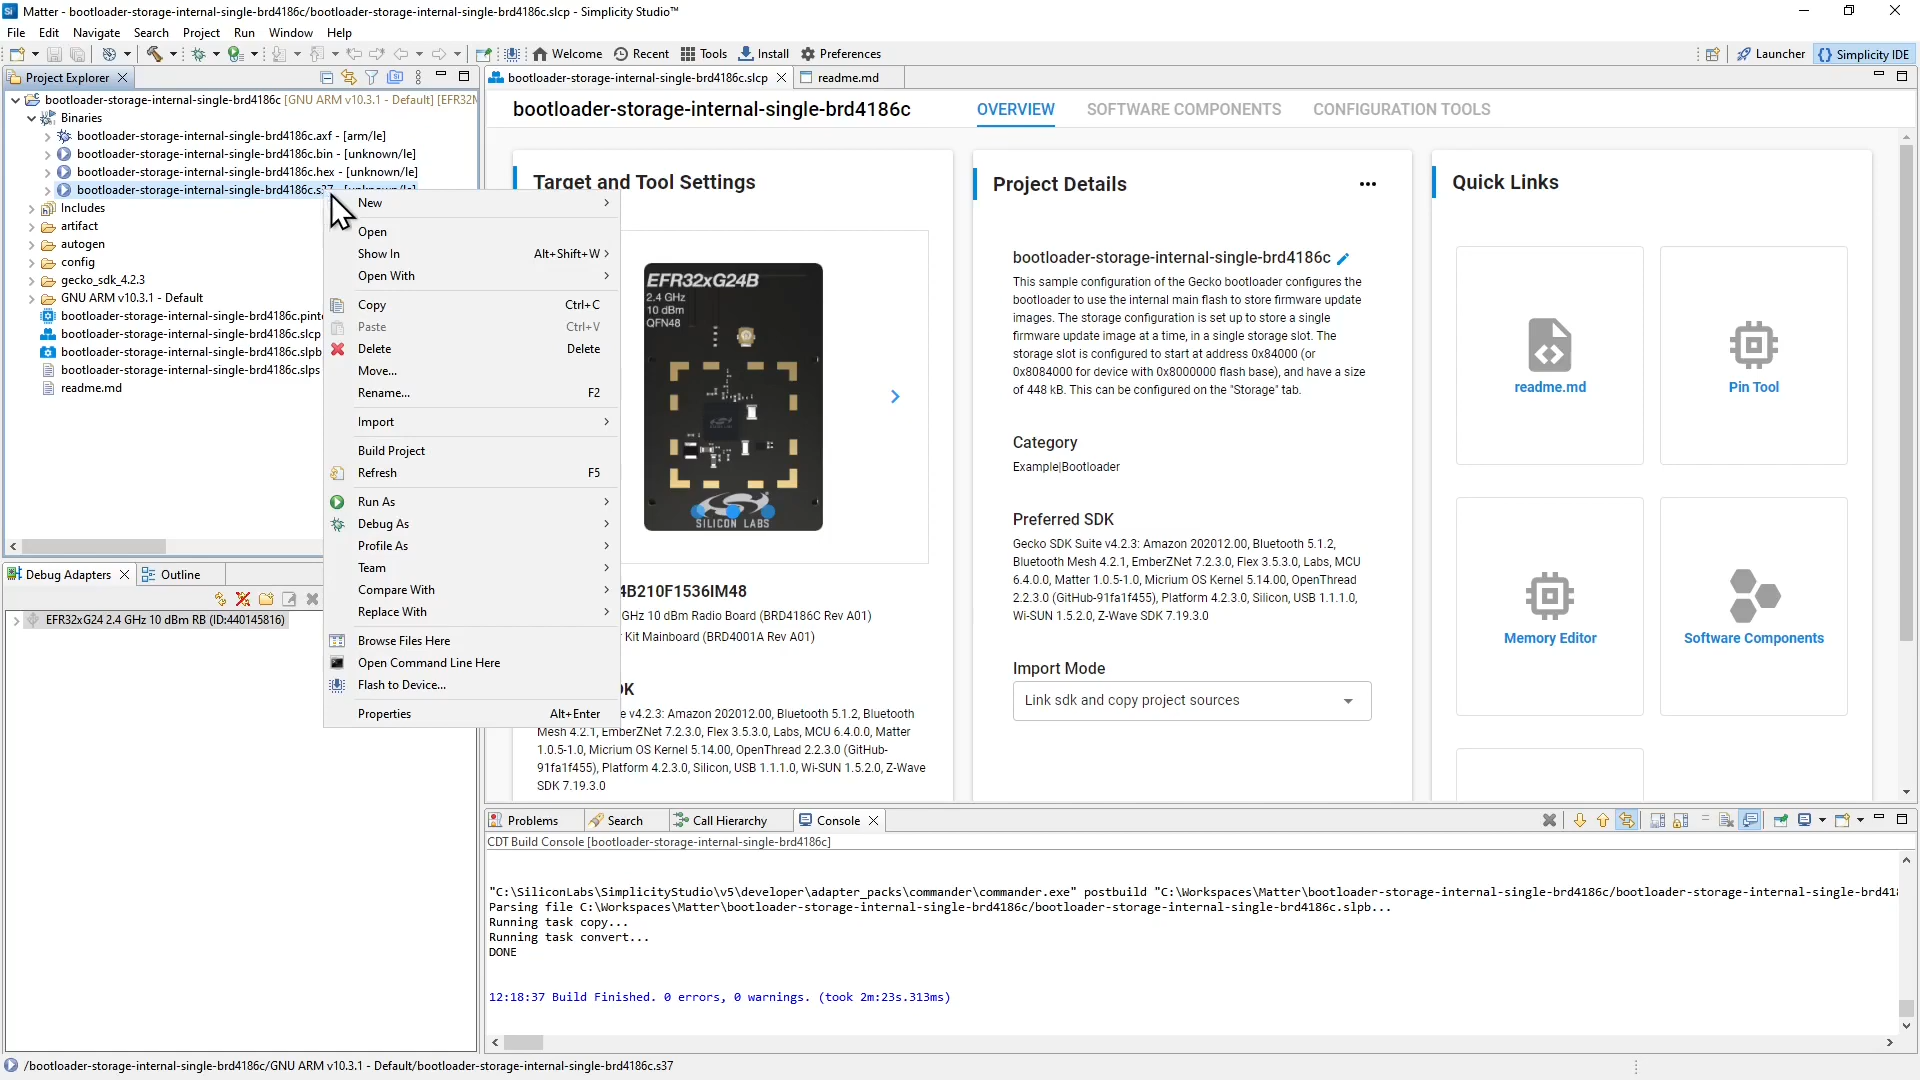 Matter - bootloader-storage-internal-single-brd4186c/bootloader-storage-internal-single-brd4186c.slcp - Simplicity Studio™
File Edit Navigate Search Project Run Window Help
Welcome Recent Tools Install Preferences Launcher Simplicity IDE
Project Explorer
bootloader-storage-internal-single-brd4186c [GNU ARM v10.3.1 - Default] [EFR32M
Binaries
bootloader-storage-internal-single-brd4186c.axf - [arm/le]
bootloader-storage-internal-single-brd4186c.bin - [unknown/le]
bootloader-storage-internal-single-brd4186c.hex - [unknown/le]
bootloader-storage-internal-single-brd4186c.s37 - [unknown/le]
Includes
artifact
autogen
config
gecko_sdk_4.2.3
GNU ARM v10.3.1 - Default
bootloader-storage-internal-single-brd4186c.pint
bootloader-storage-internal-single-brd4186c.slcp
bootloader-storage-internal-single-brd4186c.slpb
bootloader-storage-internal-single-brd4186c.slps
readme.md
New
Open
Show In Alt+Shift+W
Open With
Copy Ctrl+C
Paste Ctrl+V
Delete Delete
Move...
Rename... F2
Import
Build Project
Refresh F5
Run As
Debug As
Profile As
Team
Compare With
Replace With
Browse Files Here
Open Command Line Here
Flash to Device...
Properties Alt+Enter
Debug Adapters Outline
EFR32xG24 2.4 GHz 10 dBm RB (ID:440145816)
bootloader-storage-internal-single-brd4186c.slcp readme.md
bootloader-storage-internal-single-brd4186c OVERVIEW SOFTWARE COMPONENTS CONFIGURATION TOOLS
Target and Tool Settings
EFR32xG24B
2.4 GHz
10 dBm
QFN48
SILICON LABS
4B210F1536IM48
GHz 10 dBm Radio Board (BRD4186C Rev A01)
Kit Mainboard (BRD4001A Rev A01)
DK
e v4.2.3: Amazon 202012.00, Bluetooth 5.1.2, Bluetooth
Mesh 4.2.1, EmberZNet 7.2.3.0, Flex 3.5.3.0, Labs, MCU 6.4.0.0, Matter
1.0.5-1.0, Micrium OS Kernel 5.14.00, OpenThread 2.2.3.0 (GitHub-
91fa1f455), Platform 4.2.3.0, Silicon, USB 1.1.1.0, Wi-SUN 1.5.2.0, Z-Wave
SDK 7.19.3.0
Project Details
bootloader-storage-internal-single-brd4186c
This sample configuration of the Gecko bootloader configures the
bootloader to use the internal main flash to store firmware update
images. The storage configuration is set up to store a single
firmware update image at a time, in a single storage slot. The
storage slot is configured to start at address 0x84000 (or
0x8084000 for device with 0x8000000 flash base), and have a size
of 448 kB. This can be configured on the "Storage" tab.
Category
Example|Bootloader
Preferred SDK
Gecko SDK Suite v4.2.3: Amazon 202012.00, Bluetooth 5.1.2,
Bluetooth Mesh 4.2.1, EmberZNet 7.2.3.0, Flex 3.5.3.0, Labs, MCU
6.4.0.0, Matter 1.0.5-1.0, Micrium OS Kernel 5.14.00, OpenThread
2.2.3.0 (GitHub-91fa1f455), Platform 4.2.3.0, Silicon, USB 1.1.1.0,
Wi-SUN 1.5.2.0, Z-Wave SDK 7.19.3.0
Import Mode
Link sdk and copy project sources
Quick Links
readme.md
Pin Tool
Memory Editor
Software Components
Problems Search Call Hierarchy Console
CDT Build Console [bootloader-storage-internal-single-brd4186c]
"C:\SiliconLabs\SimplicityStudio\v5\developer\adapter_packs\commander\commander.exe" postbuild "C:\Workspaces\Matter\bootloader-storage-internal-single-brd4186c/bootloader-storage-internal-single-brd418
Parsing file C:\Workspaces\Matter\bootloader-storage-internal-single-brd4186c/bootloader-storage-internal-single-brd4186c.slpb...
Running task copy...
Running task convert...
DONE
12:18:37 Build Finished. 0 errors, 0 warnings. (took 2m:23s.313ms)
/bootloader-storage-internal-single-brd4186c/GNU ARM v10.3.1 - Default/bootloader-storage-internal-single-brd4186c.s37